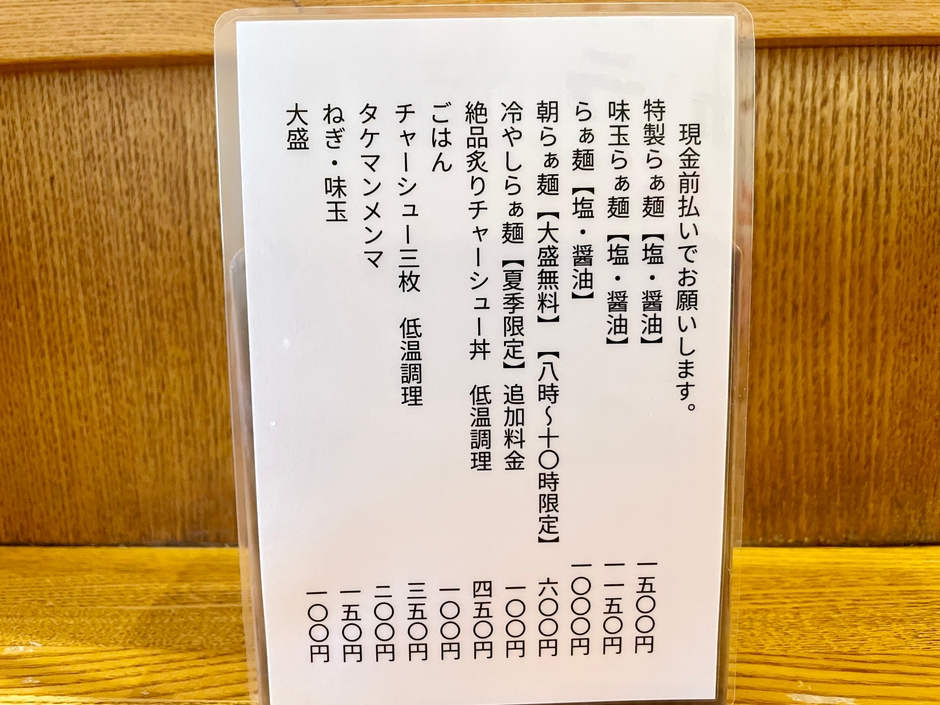 現金前払いでお願いします。
特製らぁ麺【塩・醤油】 一五〇〇円
味玉らぁ麺【塩・醤油】 一一五〇円
らぁ麺【塩・醤油】 一〇〇〇円
朝らぁ麺【大盛無料】【八時〜十〇時限定】 六〇〇円
冷やしらぁ麺【夏季限定】追加料金 一〇〇円
絶品炙りチャーシュー丼 低温調理 四五〇円
ごはん 一〇〇円
チャーシュー三枚 低温調理 三五〇円
タケマンメンマ 二〇〇円
ねぎ・味玉 一五〇円
大盛 一〇〇円